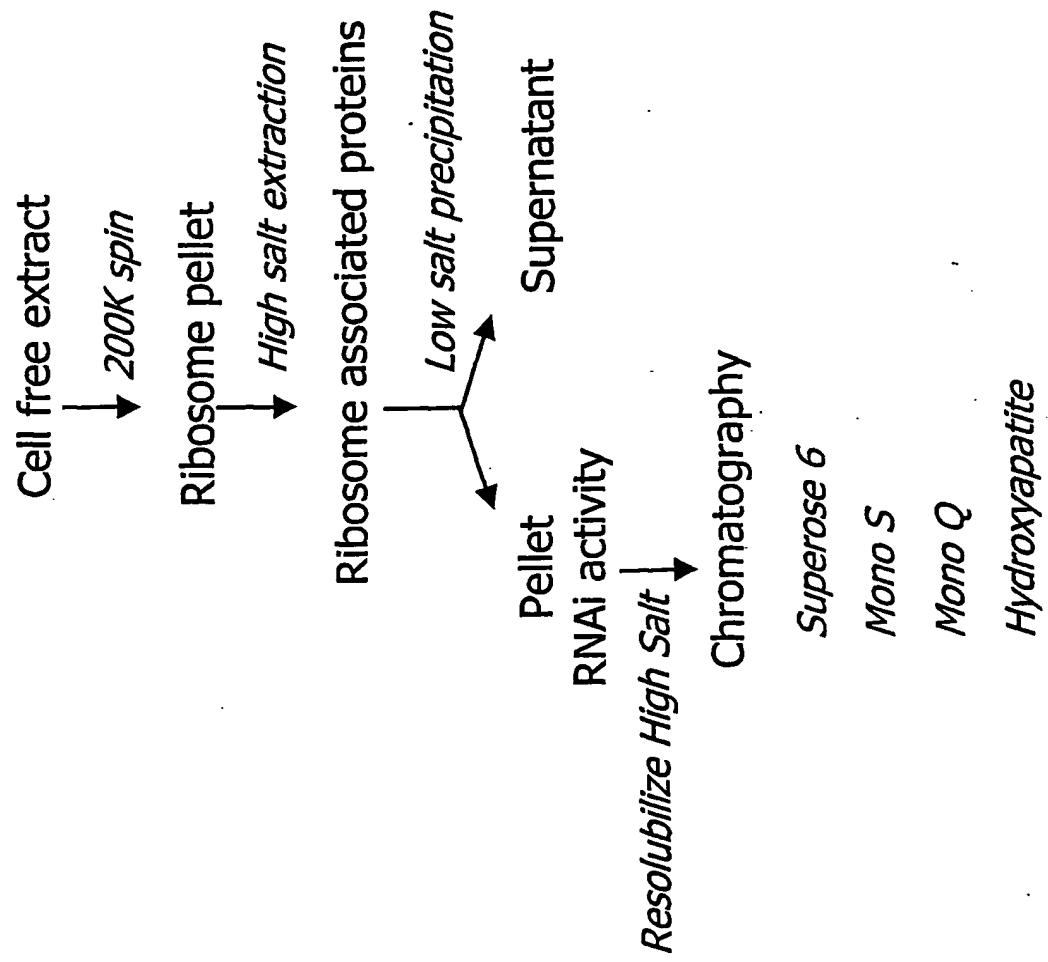 Cell free extract
200K spin
Ribosome pellet
High salt extraction
Ribosome associated proteins
Low salt precipitation
Pellet
Supernatant
RNAi activity
Resolubilize High Salt
Chromatography
Superose 6
Mono S
Mono Q
Hydroxyapatite